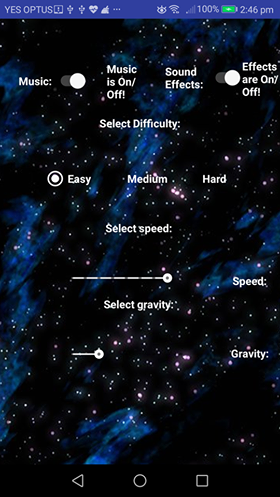 YES OPTUS 100% 2:46 pm
Music: Music is On/ Off! Sound Effects: Effects are On/ Off!
Select Difficulty:
Easy Medium Hard
Select speed:
Speed:
Select gravity:
Gravity: